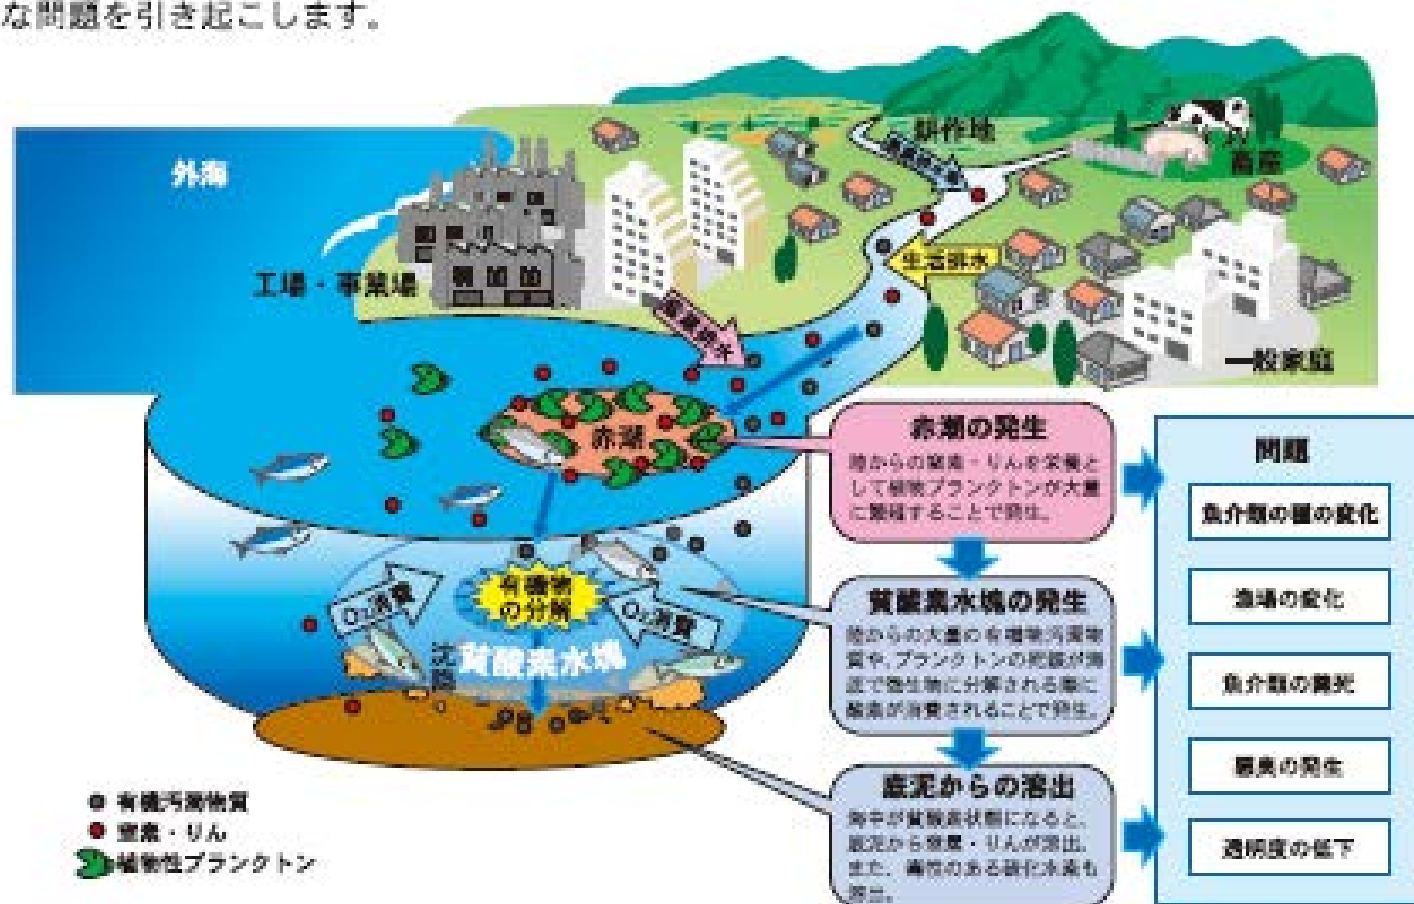 な問題を引き起こします。
外海
耕作地
畜産
生活排水
工場・事業場
産業排水
一般家庭
赤潮
赤潮の発生
陸からの窒素・りんを栄養と
して植物プランクトンが大量
に繁殖することで発生。
有機物
の分解
O₂消費
O₂消費
貧酸素水塊
貧酸素水塊の発生
陸からの大量の有機物汚濁物
質や、プランクトンの死骸が海
底で微生物に分解される際に
酸素が消費されることで発生。
底泥からの溶出
海中が貧酸素状態になると、
底泥から窒素・りんが溶出。
また、毒性のある硫化水素も
溶出。
問題
魚介類の種の変化
漁場の変化
魚介類の斃死
悪臭の発生
透明度の低下
有機汚濁物質
窒素・りん
植物性プランクトン